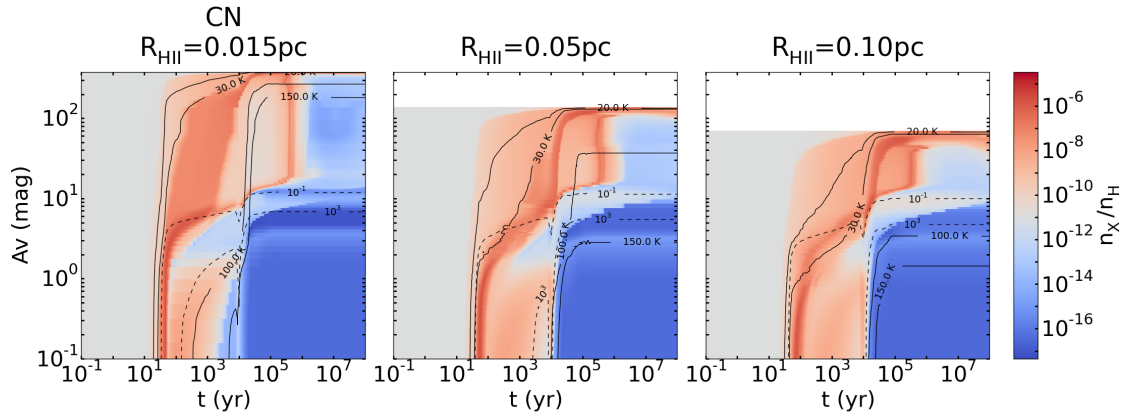 CN
R_HII=0.015pc
R_HII=0.05pc
R_HII=0.10pc
Av (mag)
10^2
10^1
10^0
10^-1
30.0 K
150.0 K
10^-1
10^3
100.0 K
20.0 K
30.0 K
10^-1
10^3
100.0 K
150.0 K
10^3
20.0 K
30.0 K
10^-1
10^3
100.0 K
150.0 K
10^-1 10^1 10^3 10^5 10^7
10^-1 10^1 10^3 10^5 10^7
10^-1 10^1 10^3 10^5 10^7
t (yr)
t (yr)
t (yr)
10^-6
10^-8
10^-10
10^-12
10^-14
10^-16
n_X/n_H